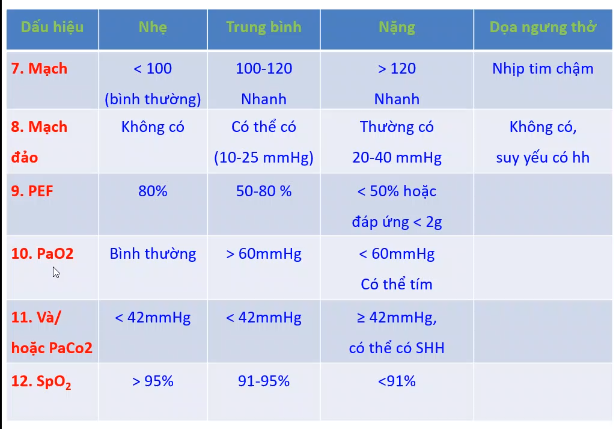 Dấu hiệu Nhẹ Trung bình Nặng Dọa ngưng thở
7. Mạch < 100 100-120 > 120 Nhịp tim chậm
(bình thường) Nhanh Nhanh
8. Mạch Không có Có thể có Thường có Không có,
đảo (10-25 mmHg) 20-40 mmHg suy yếu có hh
9. PEF 80% 50-80 % < 50% hoặc
đáp ứng < 2g
10. PaO2 Bình thường > 60mmHg < 60mmHg
Có thể tím
11. Và/ < 42mmHg < 42mmHg ≥ 42mmHg,
hoặc PaCo2 có thể có SHH
12. SpO₂ > 95% 91-95% <91%